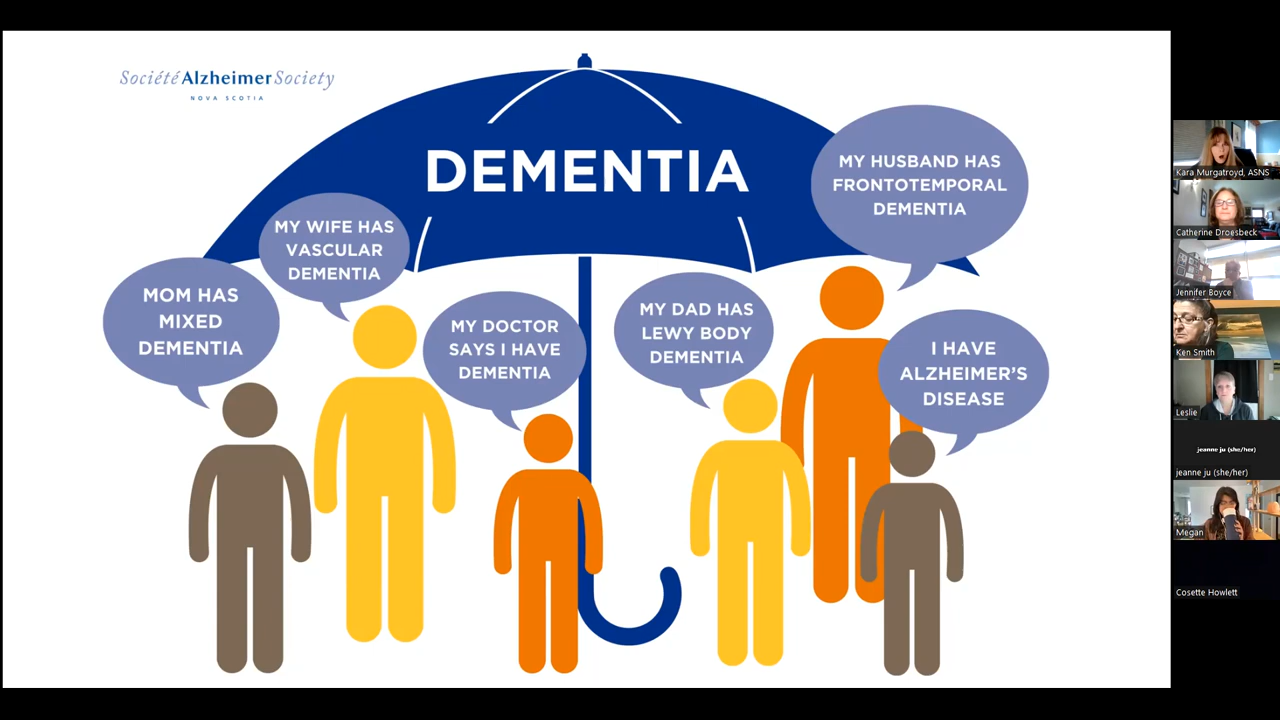 Société Alzheimer Society
NOVA SCOTIA
DEMENTIA
MOM HAS
MIXED
DEMENTIA
MY WIFE HAS
VASCULAR
DEMENTIA
MY DOCTOR
SAYS I HAVE
DEMENTIA
MY DAD HAS
LEWY BODY
DEMENTIA
MY HUSBAND HAS
FRONTOTEMPORAL
DEMENTIA
I HAVE
ALZHEIMER'S
DISEASE
Kara Murgatroyd, ASNS
Catherine Droesbeck
Jennifer Boyce
Ken Smith
Leslie
jeanne ju (she/her)
jeanne ju (she/her)
Megan
Cosette Howlett